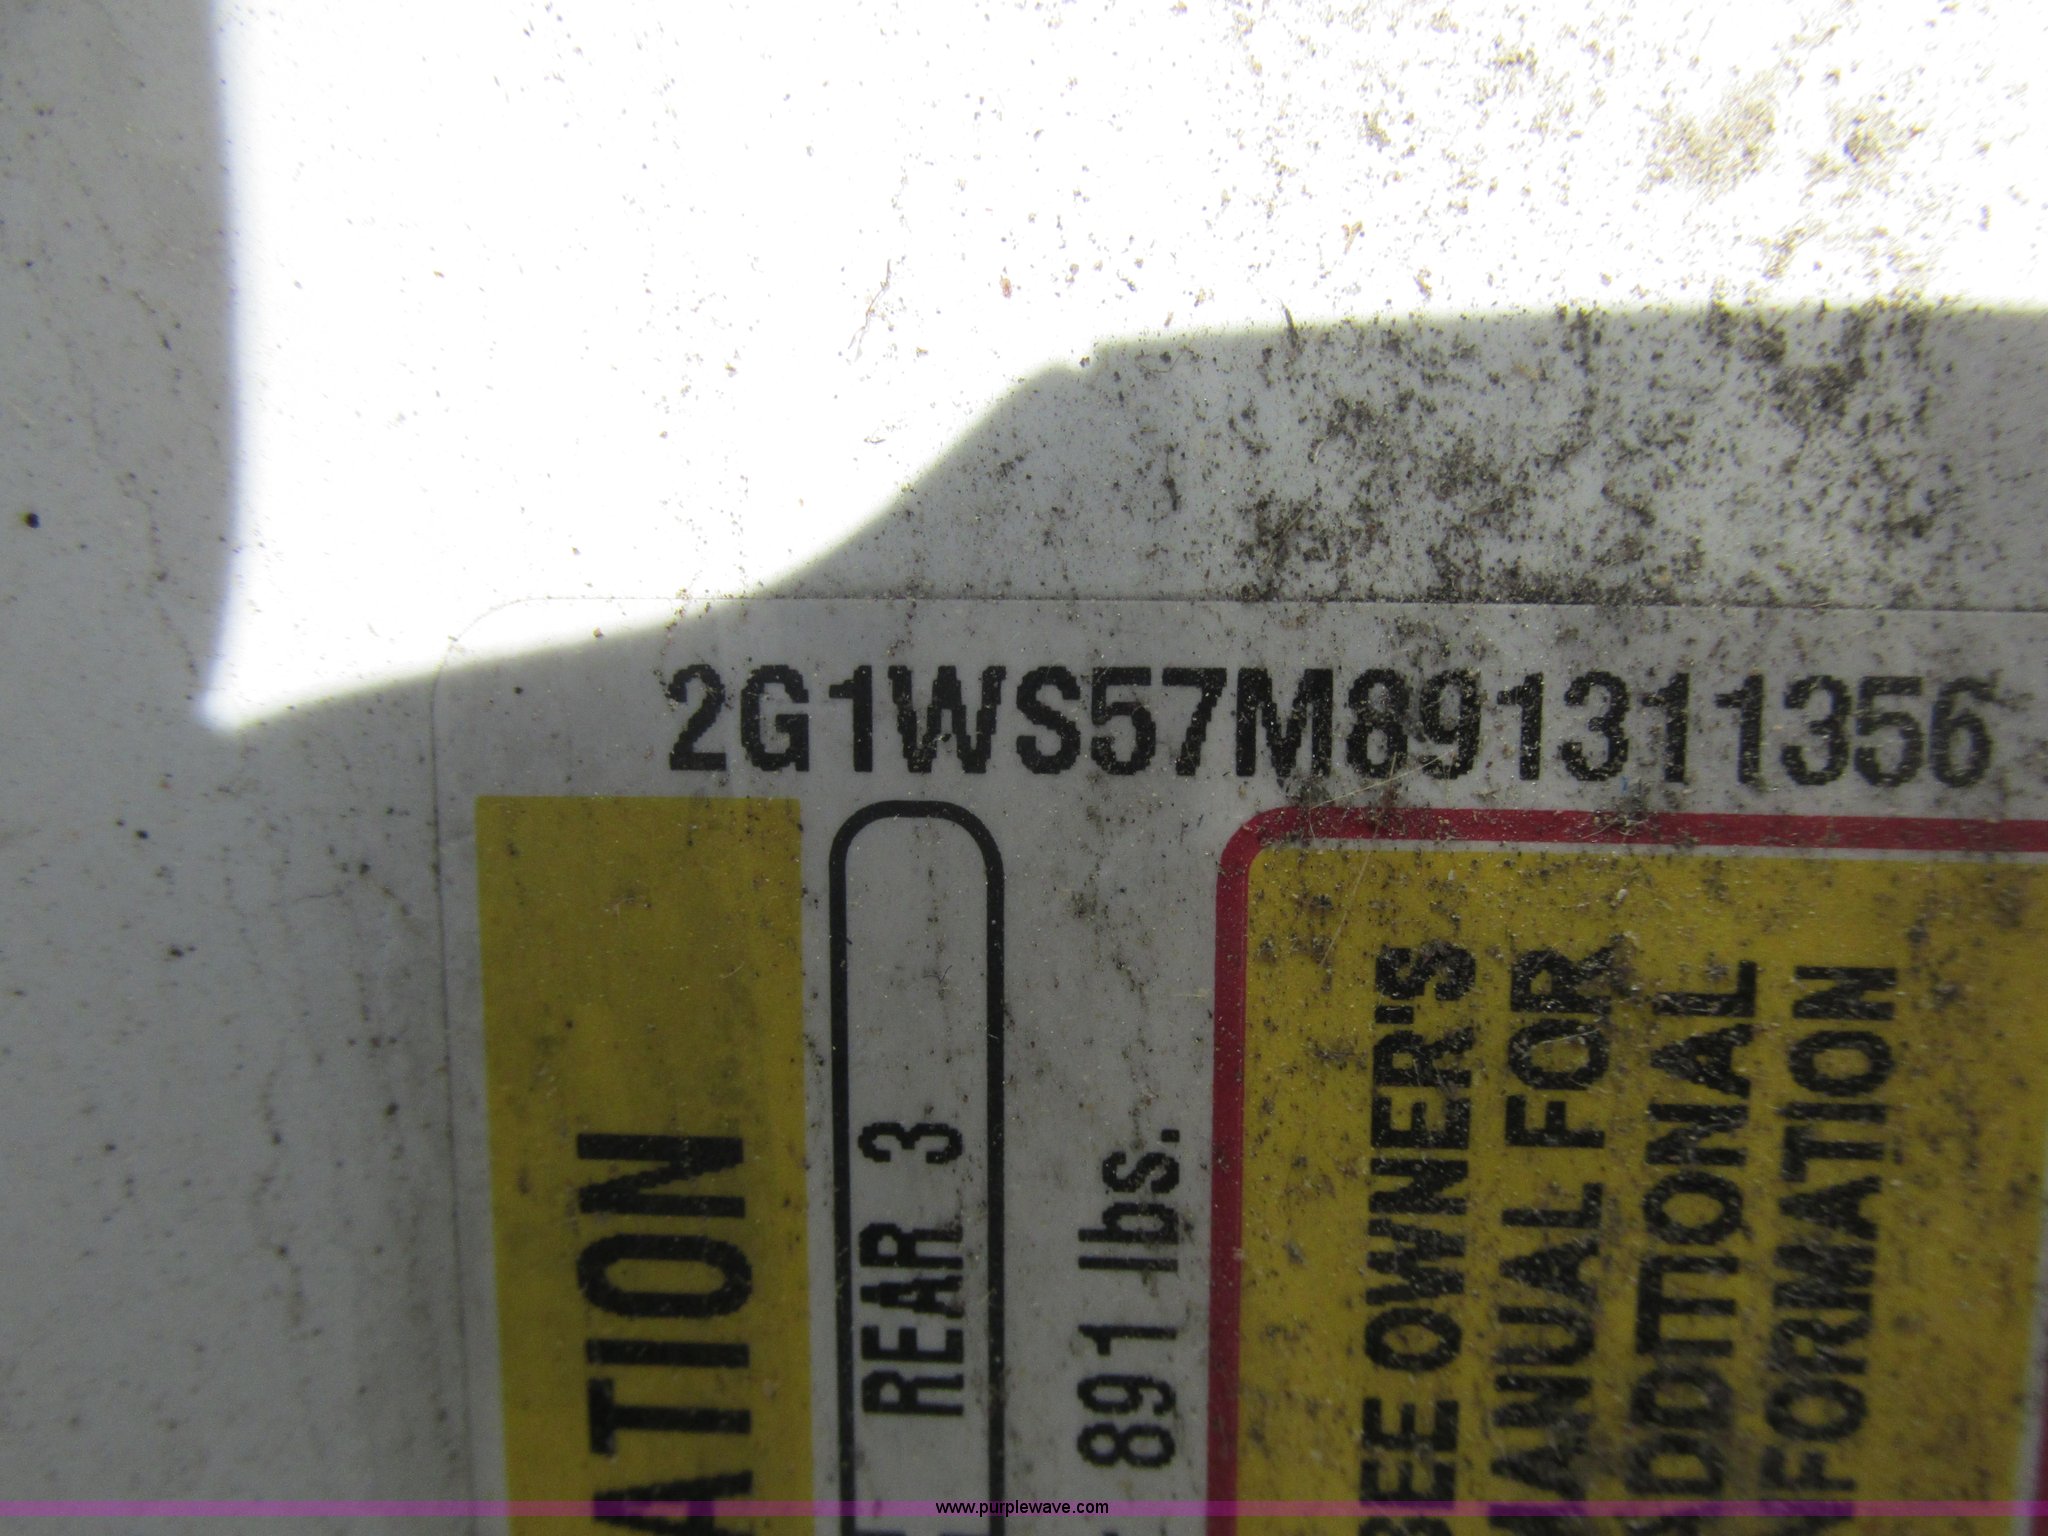 2G1WS57M891311356
ATION
REAR 3
891 lbs.
SEE OWNER'S
MANUAL FOR
ADDITIONAL
INFORMATION
www.purplewave.com